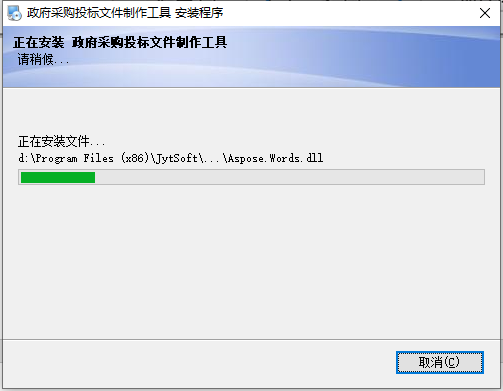 政府采购投标文件制作工具 安装程序
正在安装 政府采购投标文件制作工具
请稍候...
正在安装文件...
d:\Program Files (x86)\JytSoft\...\Aspose.Words.dll
取消(C)